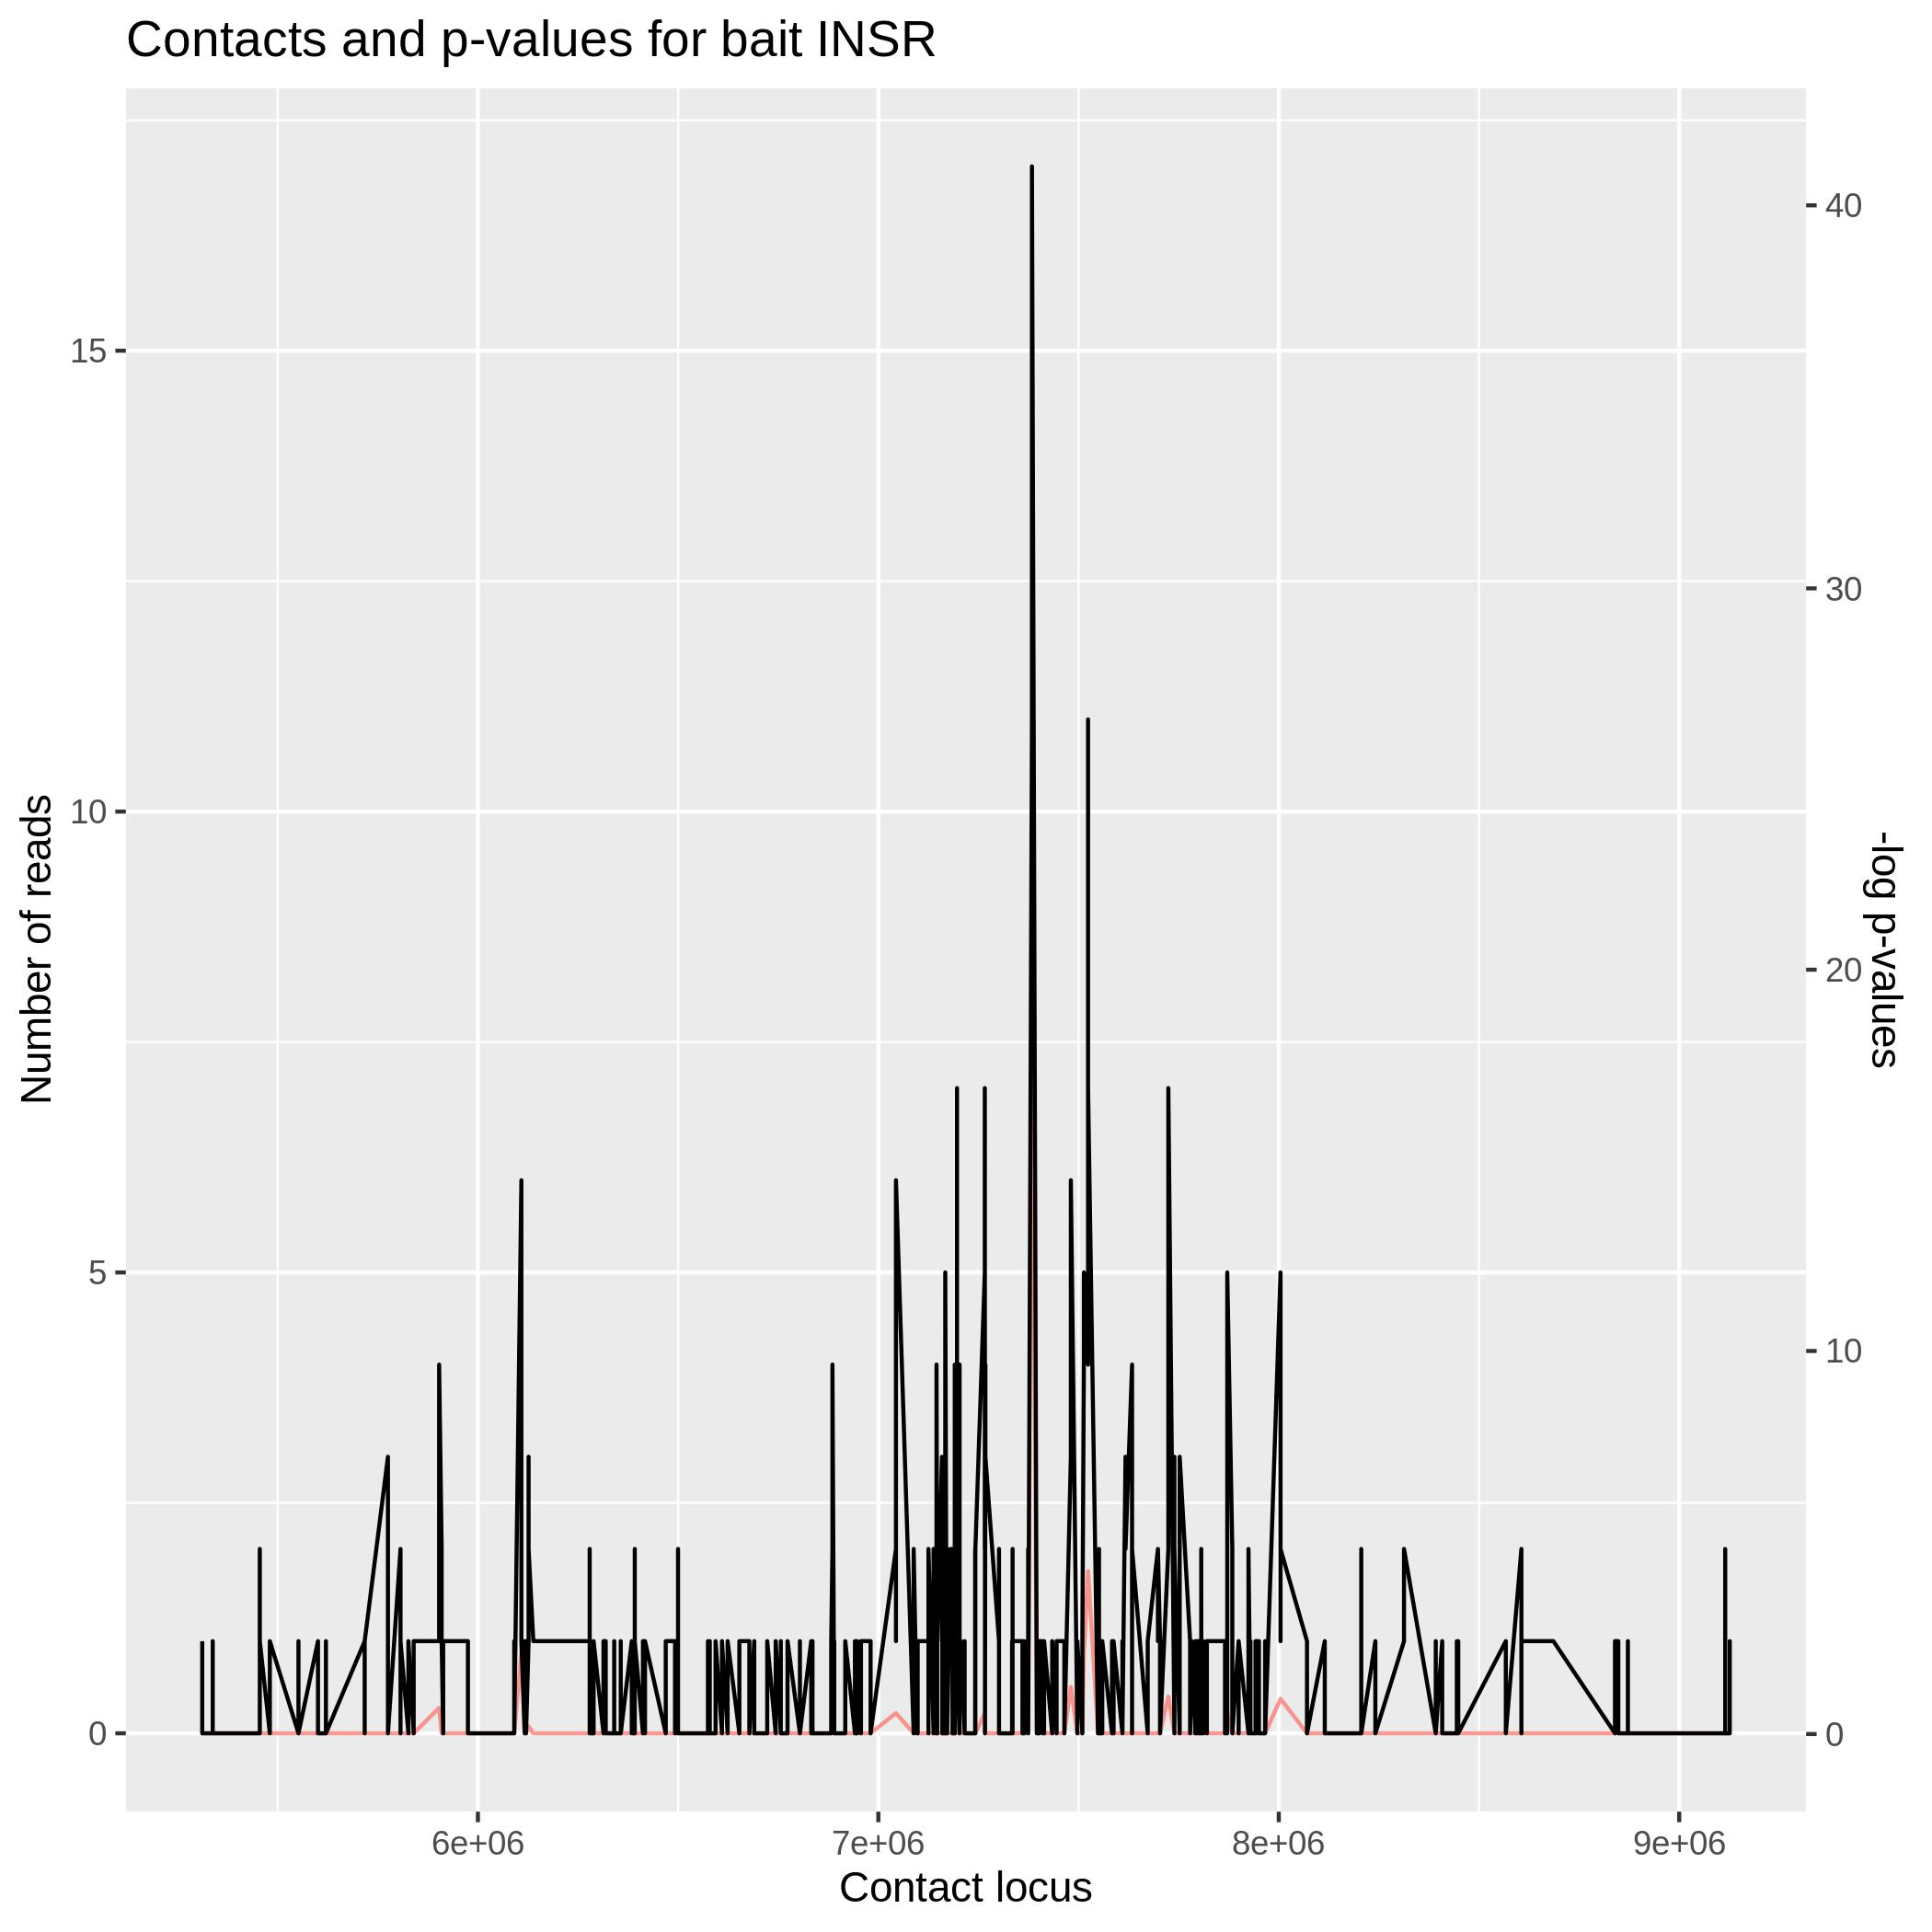 Contacts and p-values for bait INSR
Number of reads
15
10
5
0
40
30
20
10
0
-log p-values
6e+06 7e+06 8e+06 9e+06
Contact locus